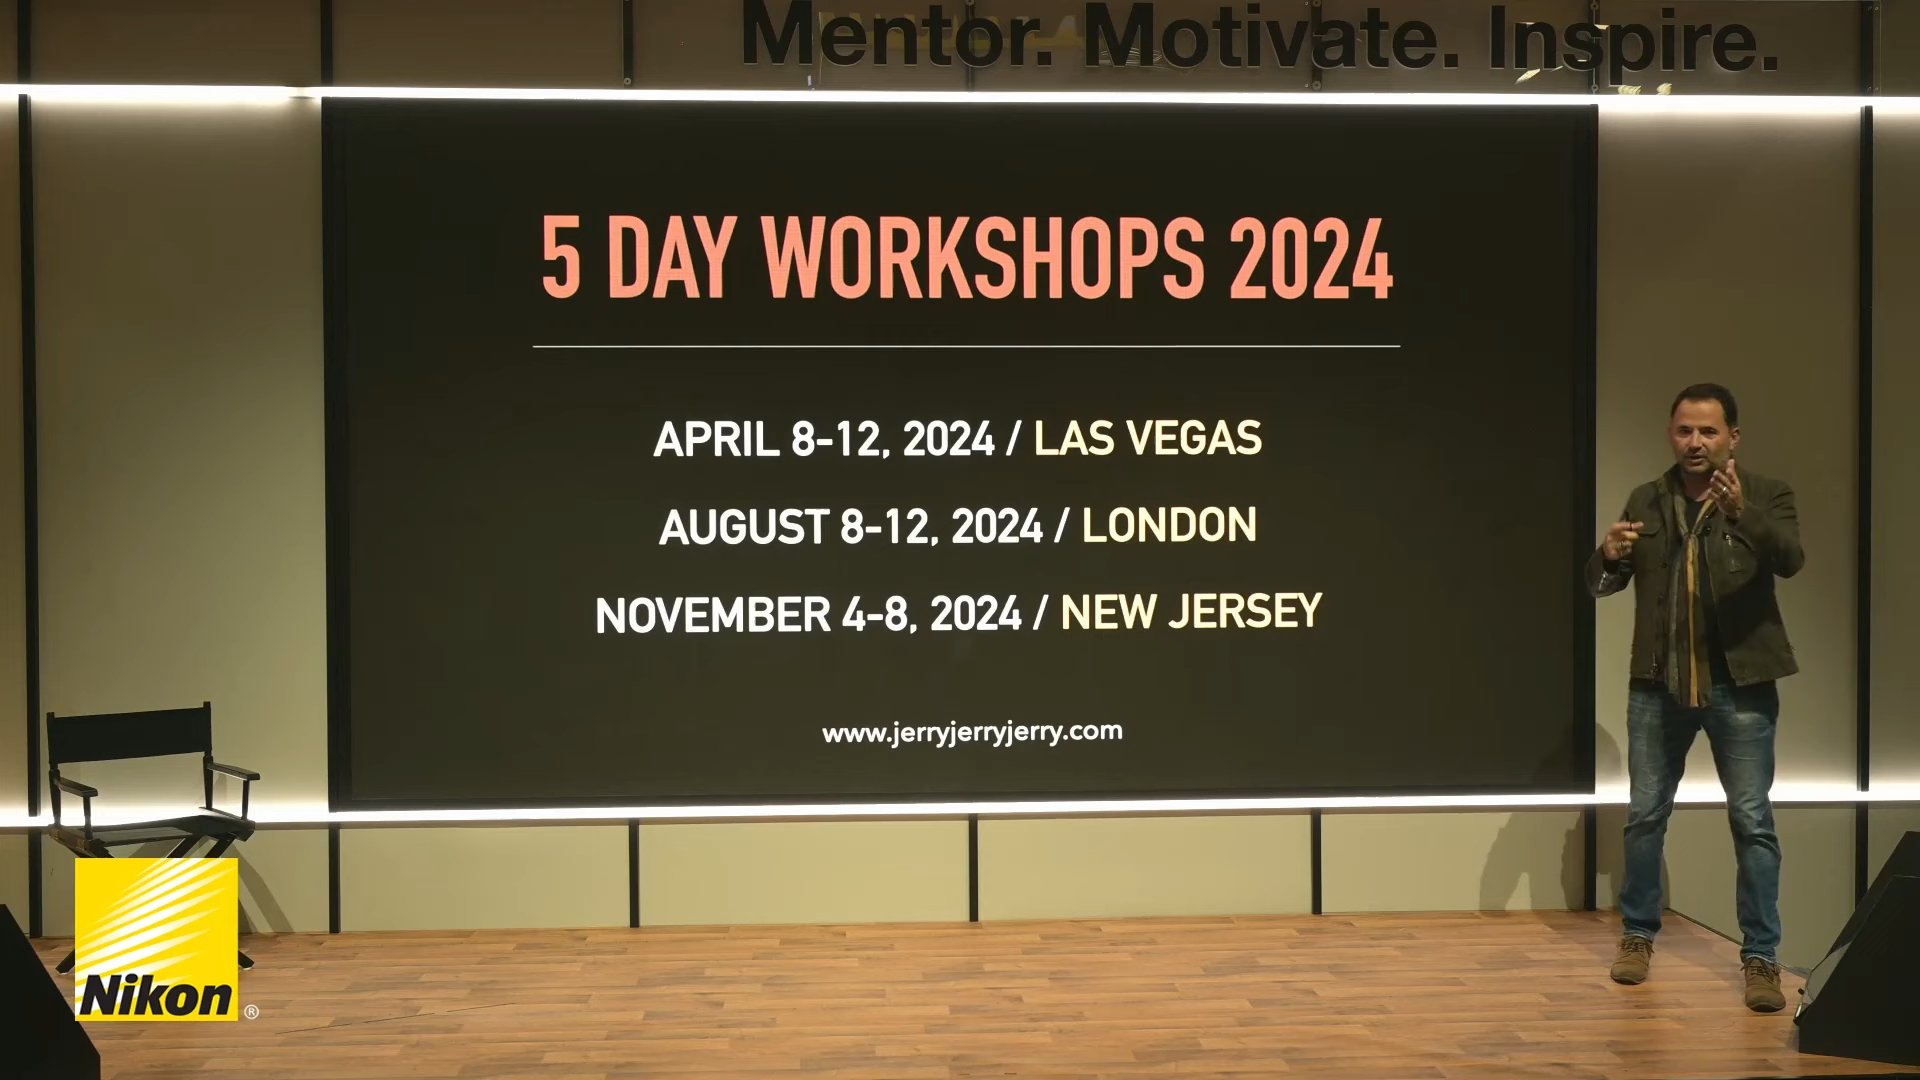 Mentor. Motivate. Inspire.
5 DAY WORKSHOPS 2024
APRIL 8-12, 2024 / LAS VEGAS
AUGUST 8-12, 2024 / LONDON
NOVEMBER 4-8, 2024 / NEW JERSEY
www.jerryjerryjerry.com
Nikon ®